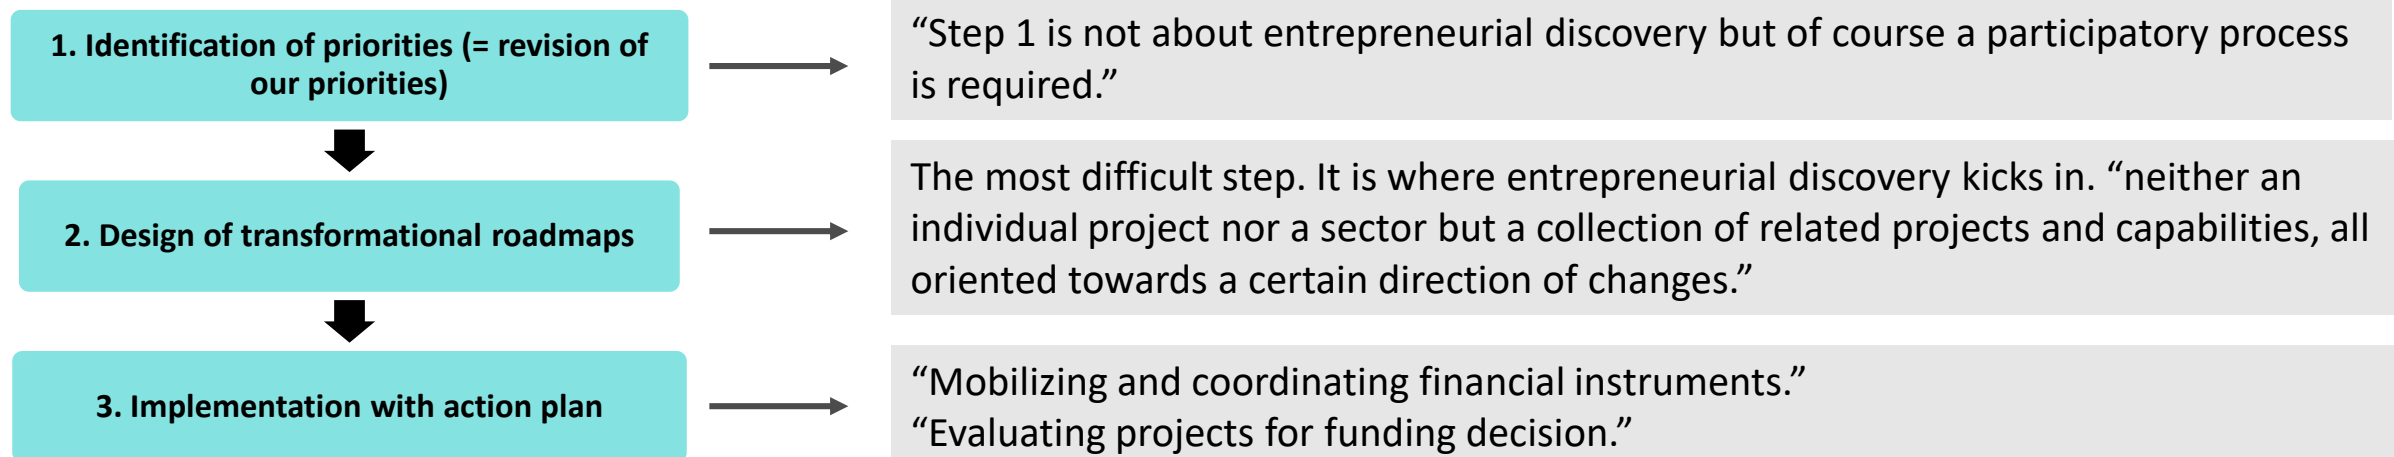 1. Identification of priorities (= revision of
our priorities)
“Step 1 is not about entrepreneurial discovery but of course a participatory process
is required.”
2. Design of transformational roadmaps
The most difficult step. It is where entrepreneurial discovery kicks in. “neither an
individual project nor a sector but a collection of related projects and capabilities, all
oriented towards a certain direction of changes.”
3. Implementation with action plan
“Mobilizing and coordinating financial instruments.”
“Evaluating projects for funding decision.”